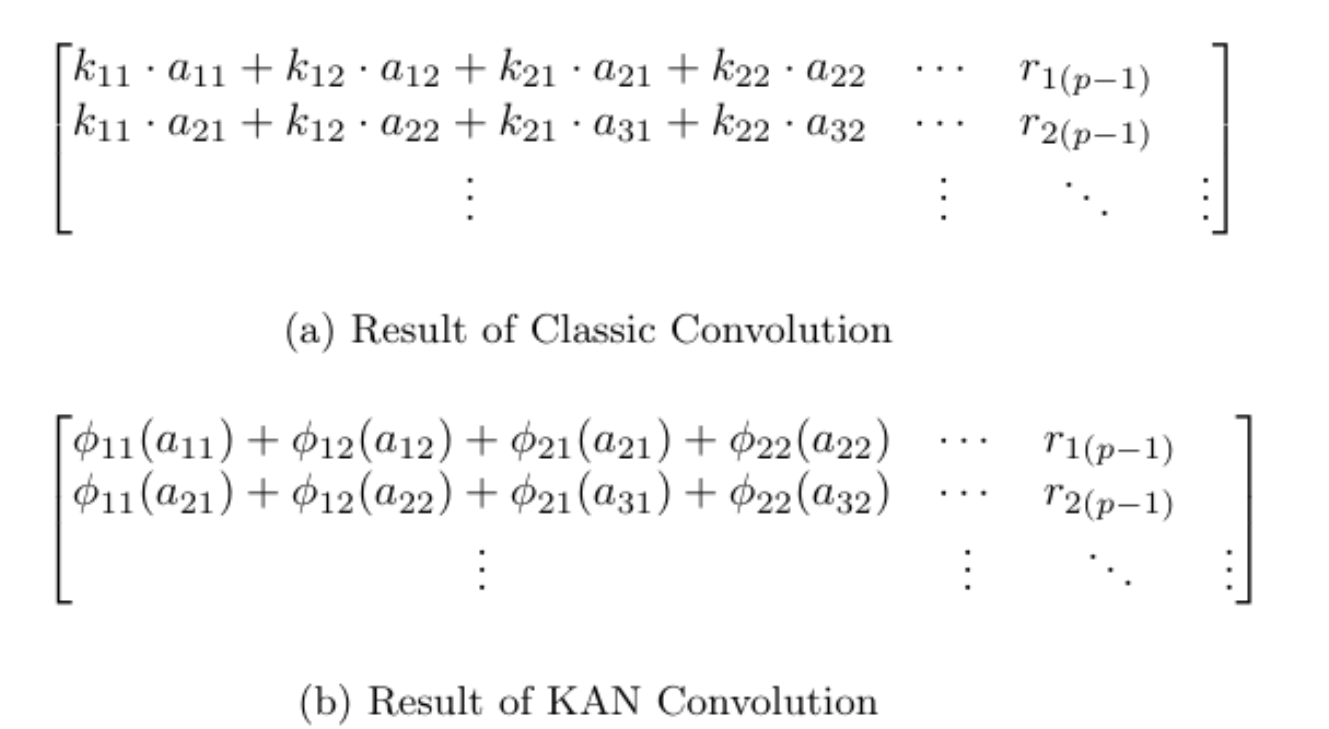 k₁₁ · a₁₁ + k₁₂ · a₁₂ + k₂₁ · a₂₁ + k₂₂ · a₂₂ ⋯ r₁₍ₚ₋₁₎
k₁₁ · a₂₁ + k₁₂ · a₂₂ + k₂₁ · a₃₁ + k₂₂ · a₃₂ ⋯ r₂₍ₚ₋₁₎
⋮ ⋮ ⋱ ⋮
(a) Result of Classic Convolution
ϕ₁₁(a₁₁) + ϕ₁₂(a₁₂) + ϕ₂₁(a₂₁) + ϕ₂₂(a₂₂) ⋯ r₁₍ₚ₋₁₎
ϕ₁₁(a₂₁) + ϕ₁₂(a₂₂) + ϕ₂₁(a₃₁) + ϕ₂₂(a₃₂) ⋯ r₂₍ₚ₋₁₎
⋮ ⋮ ⋱ ⋮
(b) Result of KAN Convolution